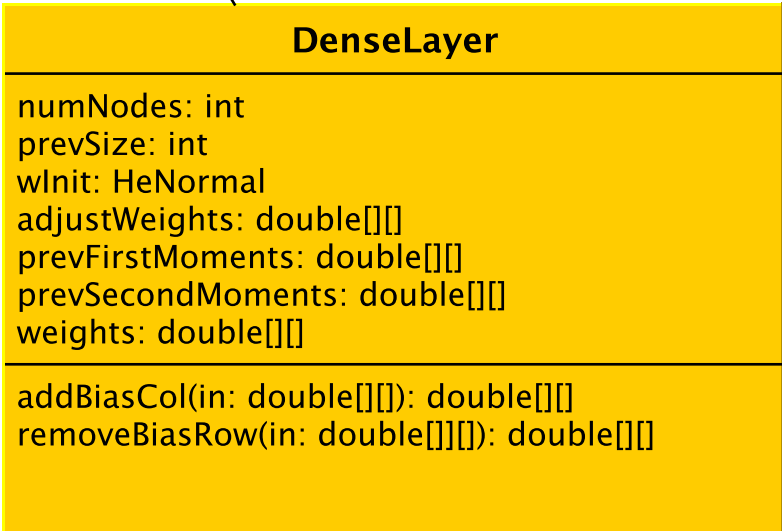 DenseLayer
numNodes: int
prevSize: int
wInit: HeNormal
adjustWeights: double[][]
prevFirstMoments: double[][]
prevSecondMoments: double[][]
weights: double[][]
addBiasCol(in: double[][]): double[][]
removeBiasRow(in: double[]][]): double[][]